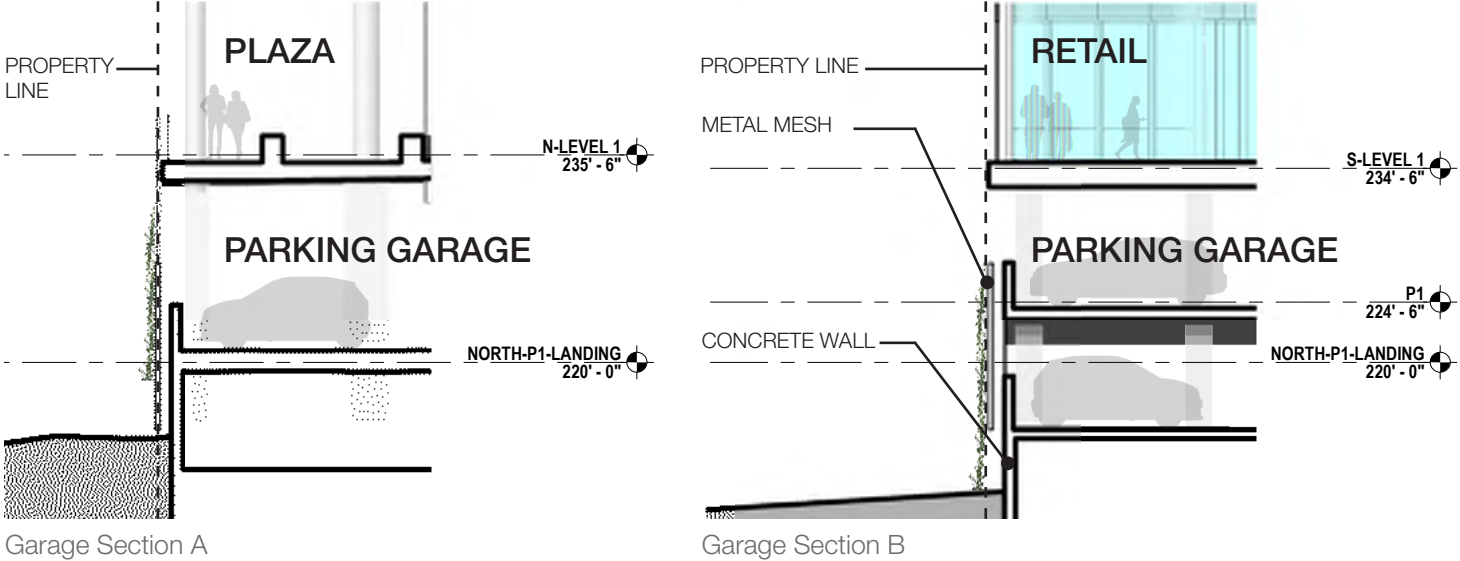 PLAZA
PROPERTY
LINE
N-LEVEL 1
235' - 6"
PARKING GARAGE
NORTH-P1-LANDING
220' - 0"
Garage Section A
RETAIL
PROPERTY LINE
METAL MESH
S-LEVEL 1
234' - 6"
PARKING GARAGE
P1
224' - 6"
CONCRETE WALL
NORTH-P1-LANDING
220' - 0"
Garage Section B